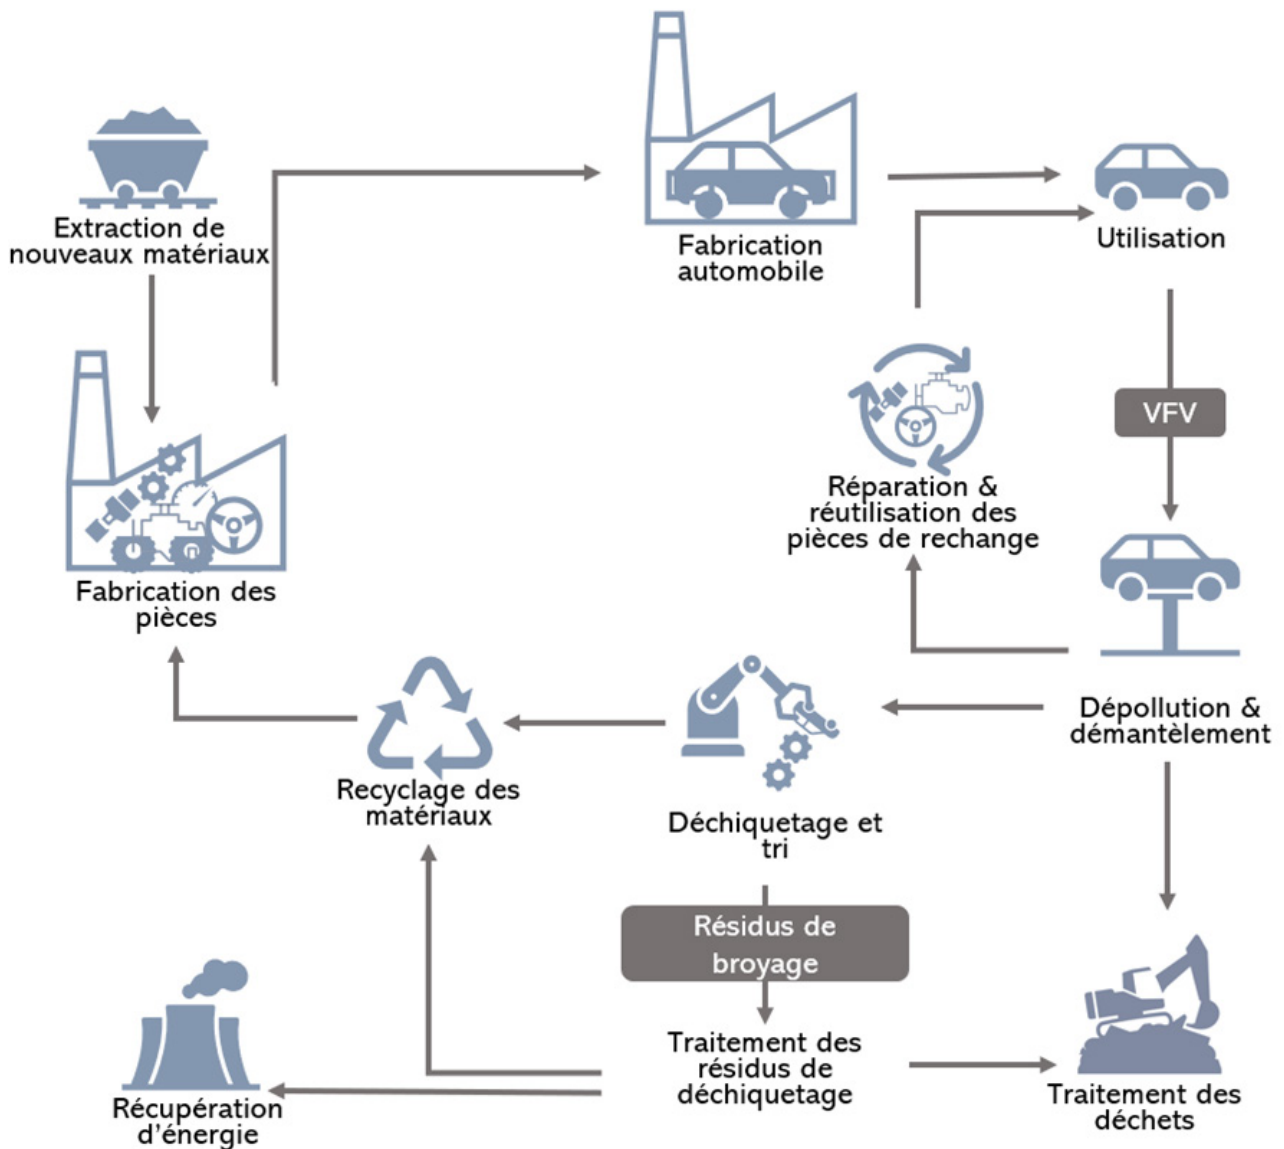 Extraction de
nouveaux matériaux
Fabrication
automobile
Utilisation
VFV
Réparation &
réutilisation des
pièces de rechange
Fabrication des
pièces
Dépollution &
démantèlement
Recyclage des
matériaux
Déchiquetage et
tri
Résidus de
broyage
Traitement des
résidus de
déchiquetage
Traitement des
déchets
Récupération
d'énergie